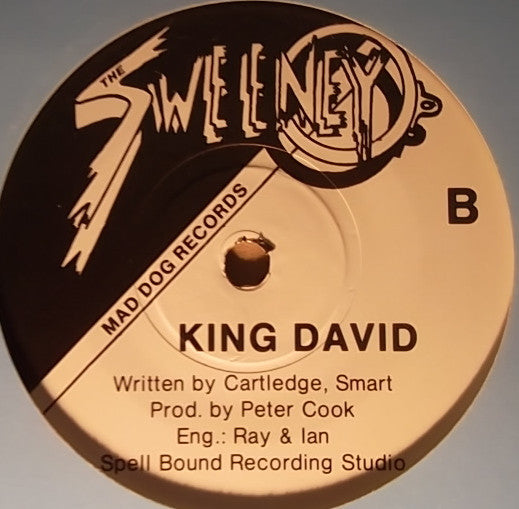 THE
SWEENEY
MAD DOG RECORDS
B
KING DAVID
Written by Cartledge, Smart
Prod. by Peter Cook
Eng.: Ray & Ian
Spell Bound Recording Studio